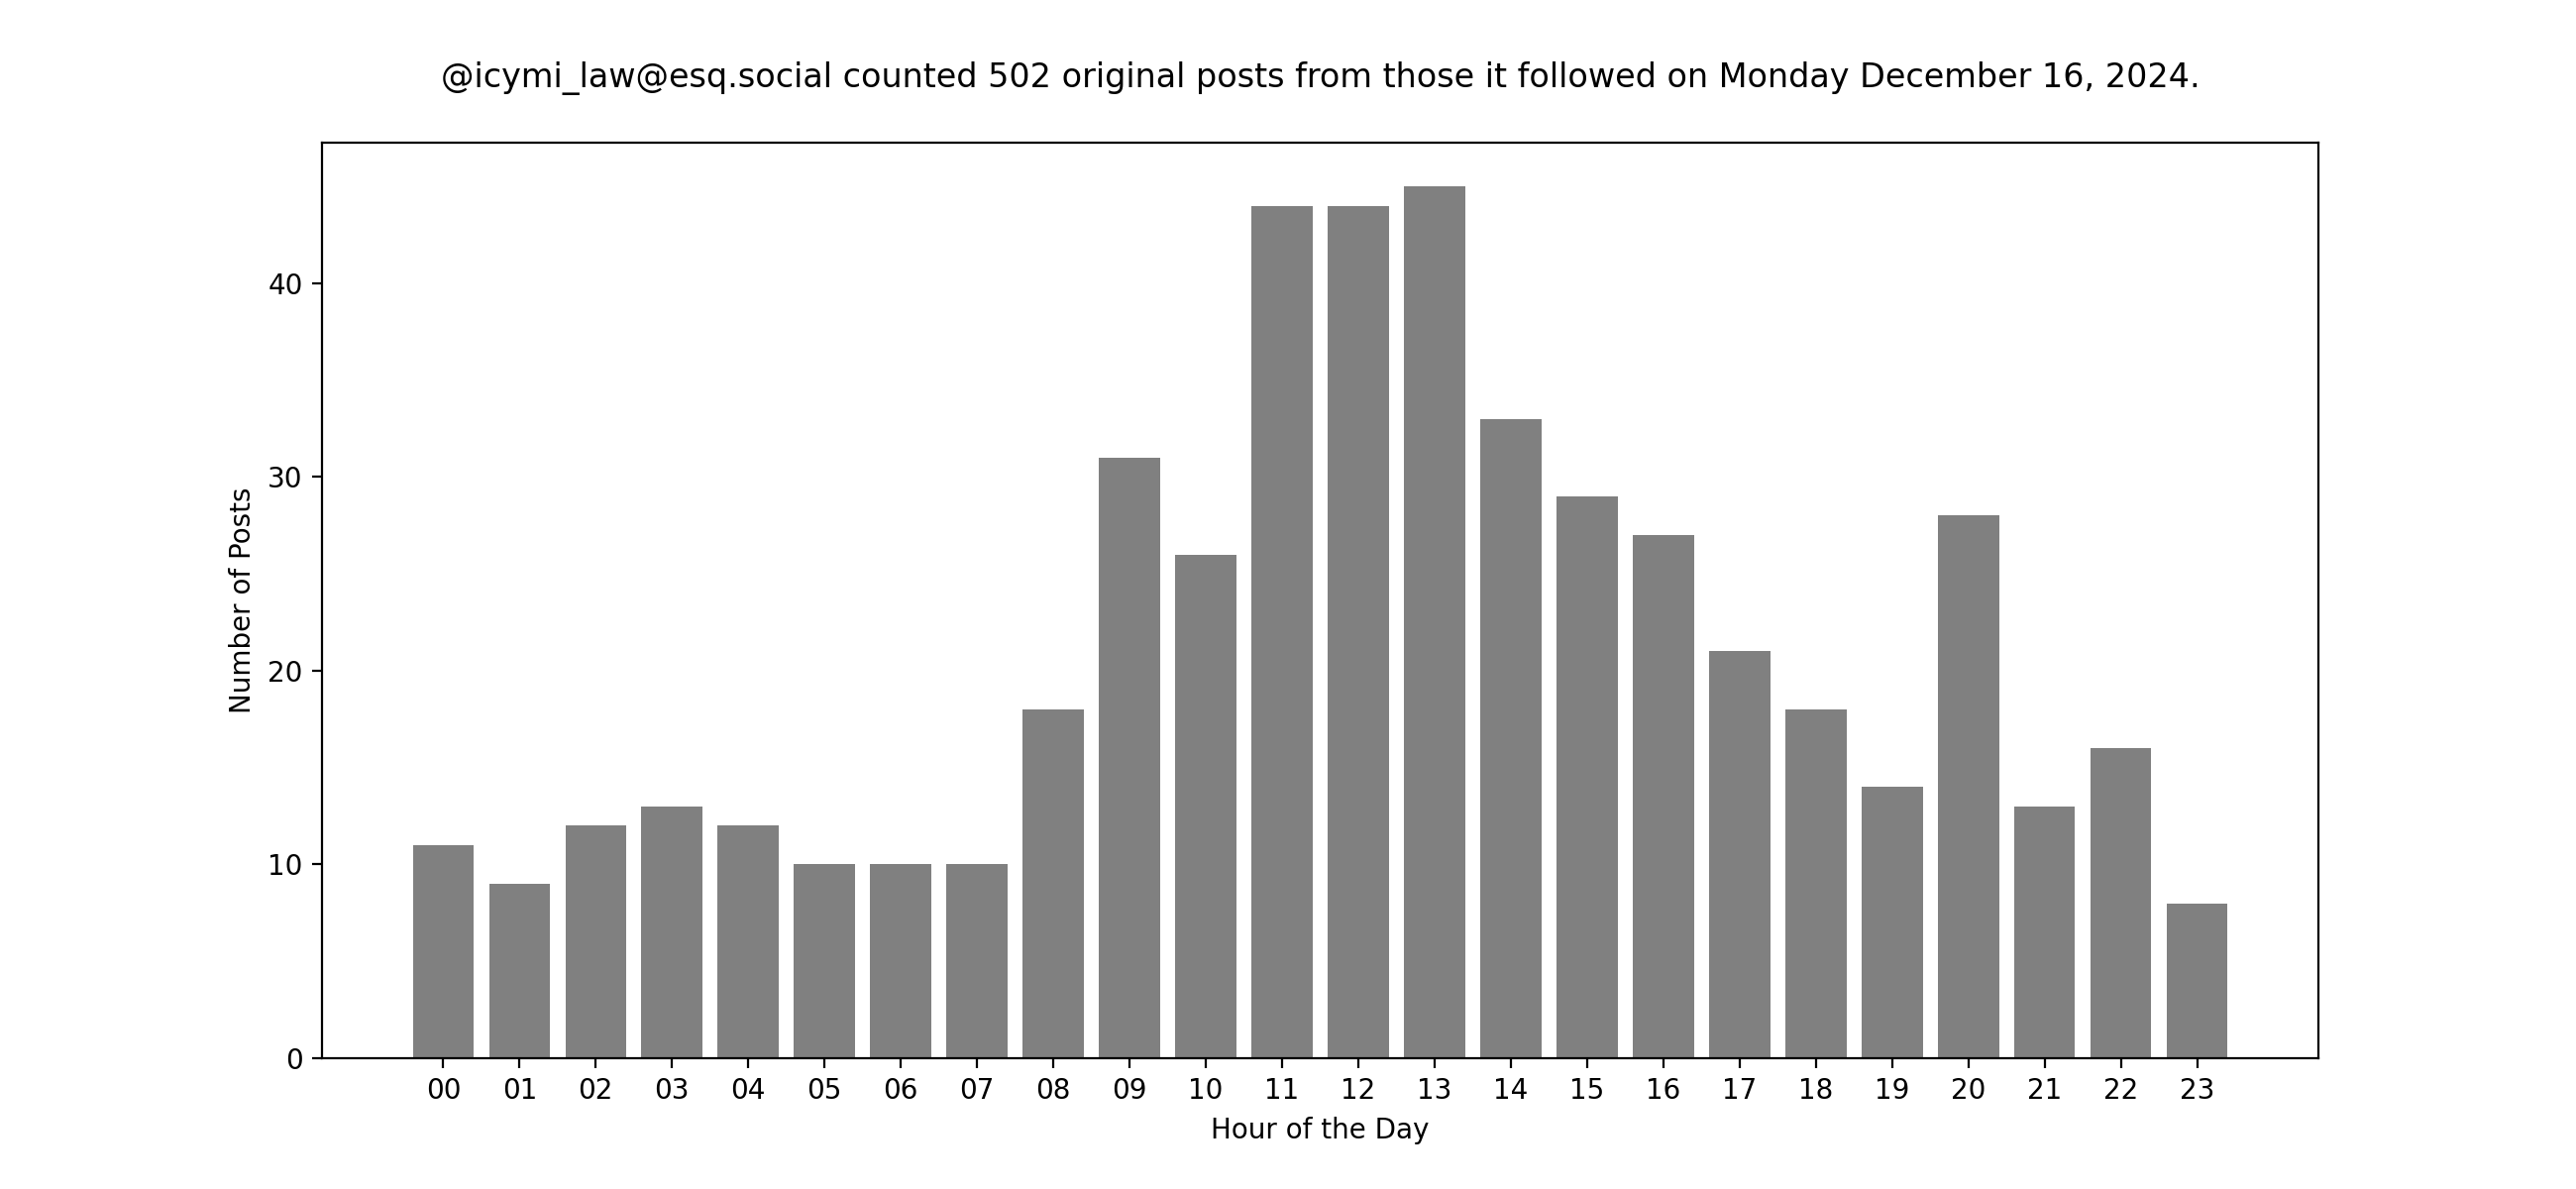 @icymi_law@esq.social counted 502 original posts from those it followed on Monday December 16, 2024.
Number of Posts
40
30
20
10
0
00 01 02 03 04 05 06 07 08 09 10 11 12 13 14 15 16 17 18 19 20 21 22 23
Hour of the Day